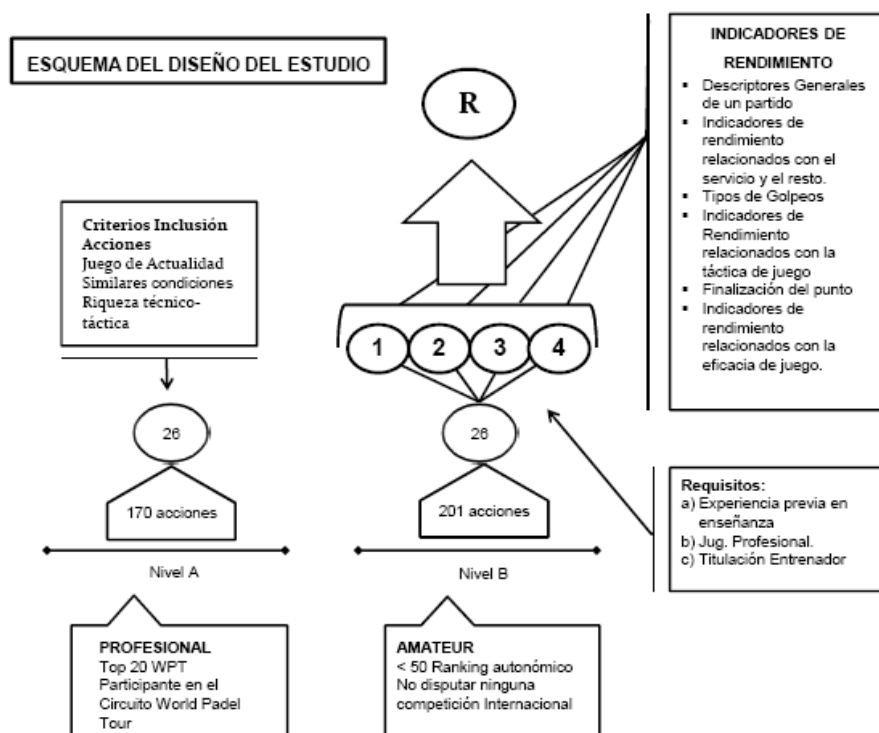 ESQUEMA DEL DISEÑO DEL ESTUDIO
R
INDICADORES DE
RENDIMIENTO
▪ Descriptores Generales
de un partido
▪ Indicadores de
rendimiento
relacionados con el
servicio y el resto.
▪ Tipos de Golpeos
▪ Indicadores de
Rendimiento
relacionados con la
táctica de juego
▪ Finalización del punto
▪ Indicadores de
rendimiento
relacionados con la
eficacia de juego.
Criterios Inclusión
Acciones
Juego de Actualidad
Similares condiciones
Riqueza técnico-
táctica
1 2 3 4
26
26
170 acciones
201 acciones
Nivel A
Nivel B
Requisitos:
a) Experiencia previa en
enseñanza
b) Jug. Profesional.
c) Titulación Entrenador
PROFESIONAL
Top 20 WPT
Participante en el
Circuito World Padel
Tour
AMATEUR
< 50 Ranking autonómico
No disputar ninguna
competición Internacional